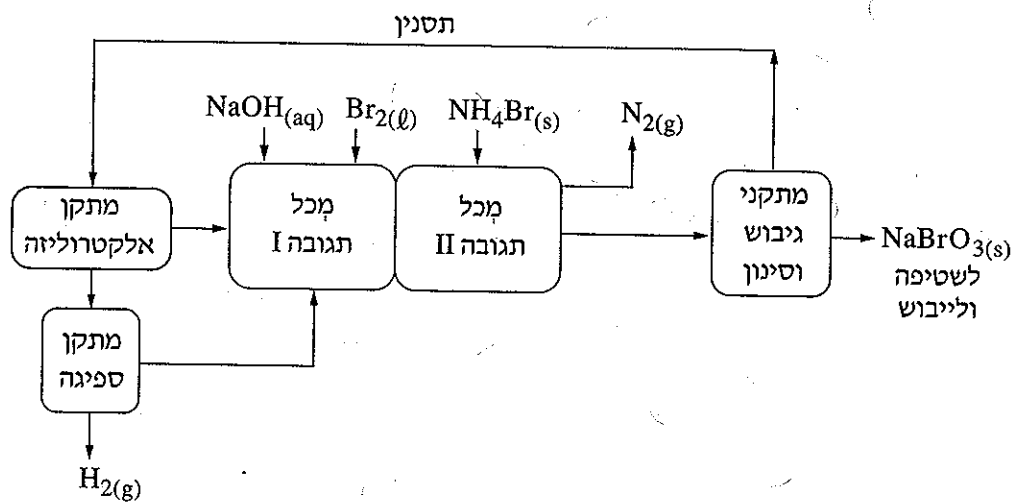 תסנין
NaOH(aq)
Br2(ℓ)
NH4Br(s)
N2(g)
מתקן
אלקטרוליזה
מְכל
תגובה I
מְכל
תגובה II
מתקני
גיבוש
וסינון
NaBrO3(s)
לשטיפה
ולייבוש
מתקן
ספיגה
H2(g)